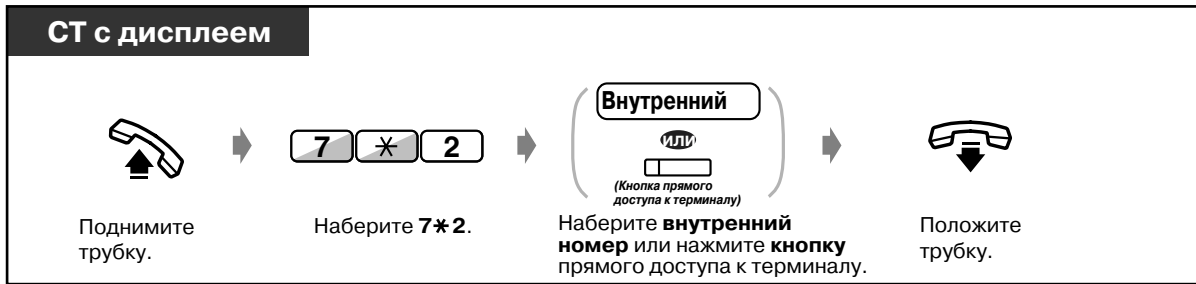 СТ с дисплеем
Внутренний
или
(Кнопка прямого
доступа к терминалу)
7 * 2
Поднимите
трубку.
Наберите 7*2.
Наберите внутренний
номер или нажмите кнопку
прямого доступа к терминалу.
Положите
трубку.